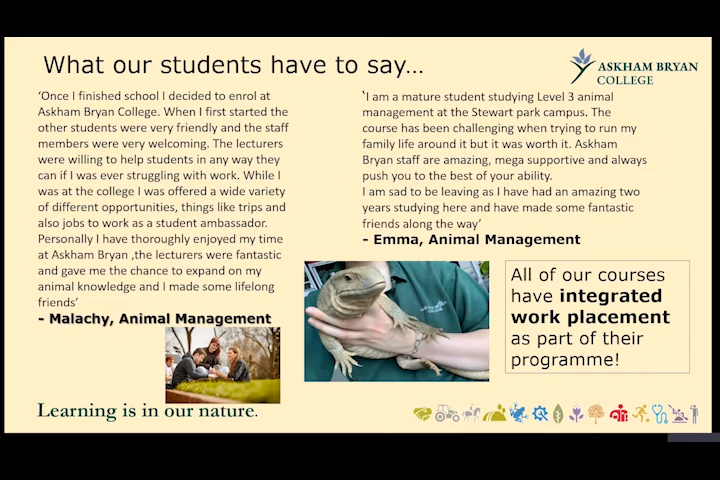 What our students have to say...
ASKHAM BRYAN
COLLEGE
‘Once I finished school I decided to enrol at
Askham Bryan College. When I first started the
other students were very friendly and the staff
members were very welcoming. The lecturers
were willing to help students in any way they
can if I was ever struggling with work. While I
was at the college I was offered a wide variety
of different opportunities, things like trips and
also jobs to work as a student ambassador.
Personally I have thoroughly enjoyed my time
at Askham Bryan ,the lecturers were fantastic
and gave me the chance to expand on my
animal knowledge and I made some lifelong
friends’
- Malachy, Animal Management
‘I am a mature student studying Level 3 animal
management at the Stewart park campus. The
course has been challenging when trying to run my
family life around it but it was worth it. Askham
Bryan staff are amazing, mega supportive and always
push you to the best of your ability.
I am sad to be leaving as I have had an amazing two
years studying here and have made some fantastic
friends along the way’
- Emma, Animal Management
All of our courses
have integrated
work placement
as part of their
programme!
Learning is in our nature.